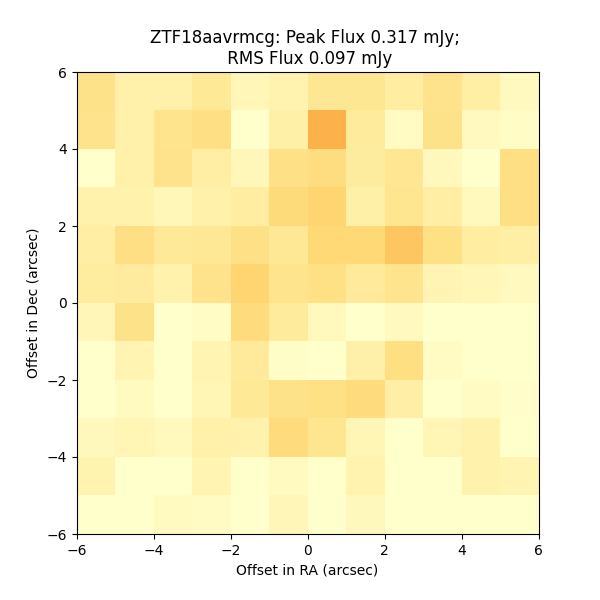 ZTF18aavrmcg: Peak Flux 0.317 mJy;
RMS Flux 0.097 mJy
6
4
2
0
−2
−4
−6
Offset in Dec (arcsec)
−6 −4 −2 0 2 4 6
Offset in RA (arcsec)